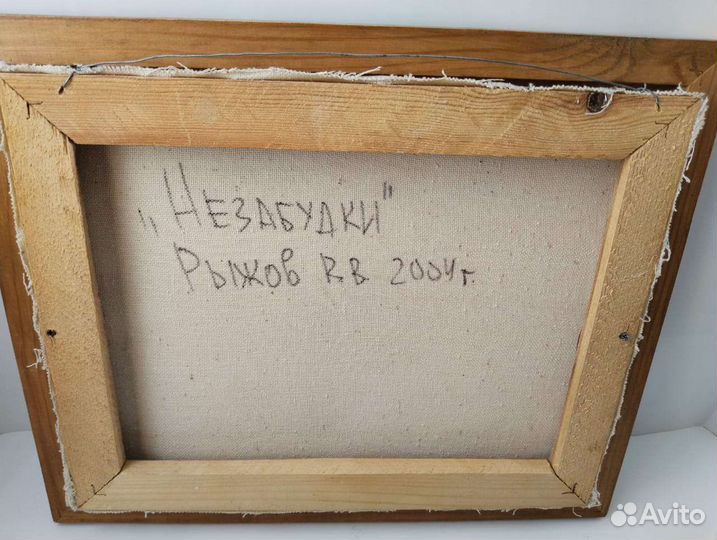 „Незабудки"
Рыжов В.В 2004г.
Avito